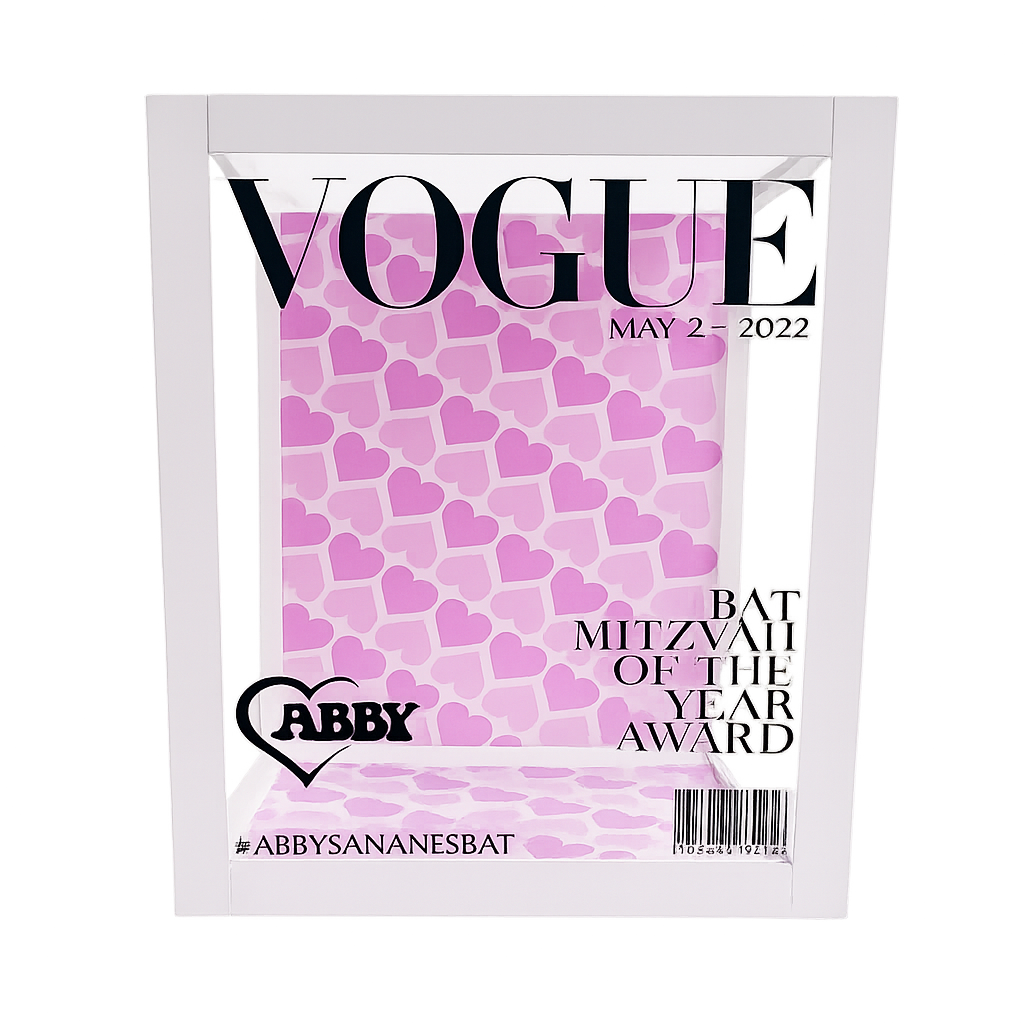 VOGUE
MAY 2 - 2022
BAT
MITZVAH
OF THE
YEAR
AWARD
ABBY
#ABBYSANANESBAT